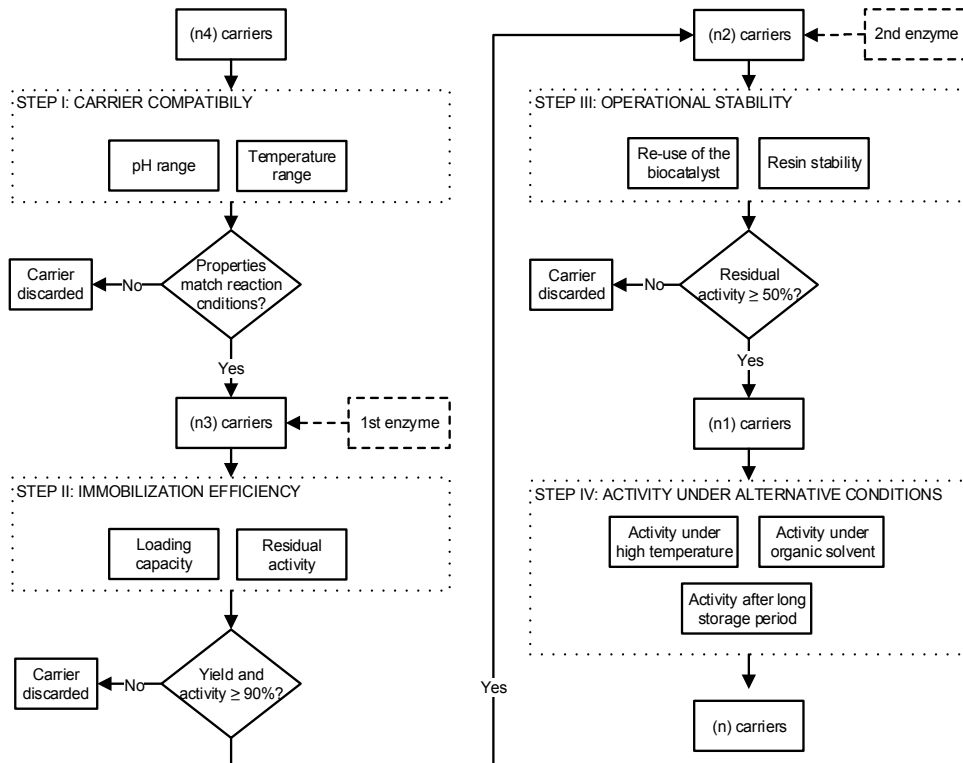 (n4) carriers
STEP I: CARRIER COMPATIBILY
pH range
Temperature
range
Properties
match reaction
cnditions?
No
Carrier
discarded
Yes
(n3) carriers
1st enzyme
STEP II: IMMOBILIZATION EFFICIENCY
Loading
capacity
Residual
activity
Yield and
activity ≥ 90%?
No
Carrier
discarded
Yes
(n2) carriers
2nd enzyme
STEP III: OPERATIONAL STABILITY
Re-use of the
biocatalyst
Resin stability
Residual
activity ≥ 50%?
No
Carrier
discarded
Yes
(n1) carriers
STEP IV: ACTIVITY UNDER ALTERNATIVE CONDITIONS
Activity under
high temperature
Activity under
organic solvent
Activity after long
storage period
(n) carriers